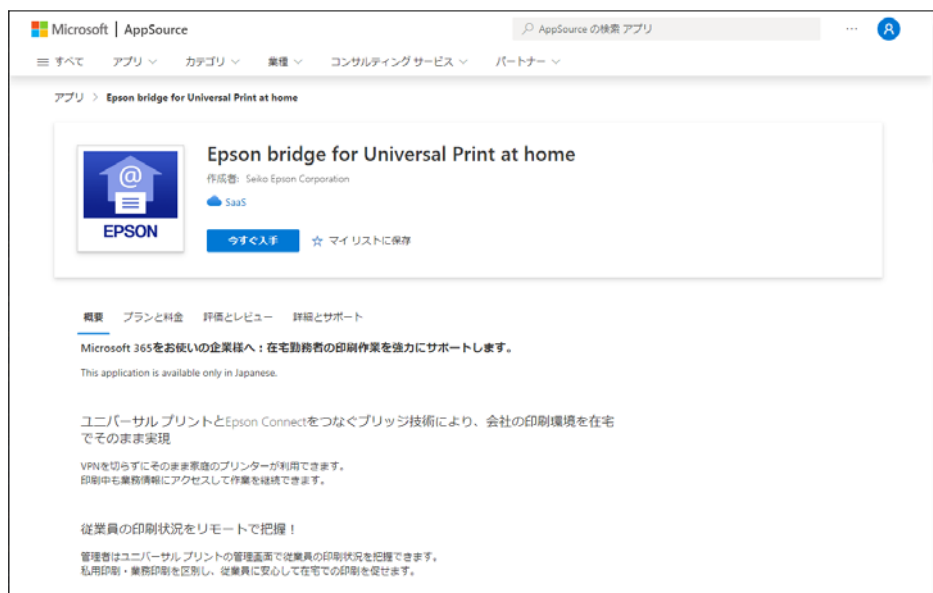 Microsoft | AppSource
AppSource の検索 アプリ
すべて アプリ カテゴリ 業種 コンサルティング サービス パートナー
アプリ > Epson bridge for Universal Print at home
@
EPSON
Epson bridge for Universal Print at home
作成者: Seiko Epson Corporation
SaaS
今すぐ入手 マイ リストに保存
概要 プランと料金 評価とレビュー 詳細とサポート
Microsoft 365をお使いの企業様へ：在宅勤務者の印刷作業を強力にサポートします。
This application is available only in Japanese.
ユニバーサル プリントとEpson Connectをつなぐブリッジ技術により、会社の印刷環境を在宅
でそのまま実現
VPNを切らずにそのまま家庭のプリンターが利用できます。
印刷中も業務情報にアクセスして作業を継続できます。
従業員の印刷状況をリモートで把握！
管理者はユニバーサル プリントの管理画面で従業員の印刷状況を把握できます。
私用印刷・業務印刷を区別し、従業員に安心して在宅での印刷を促せます。